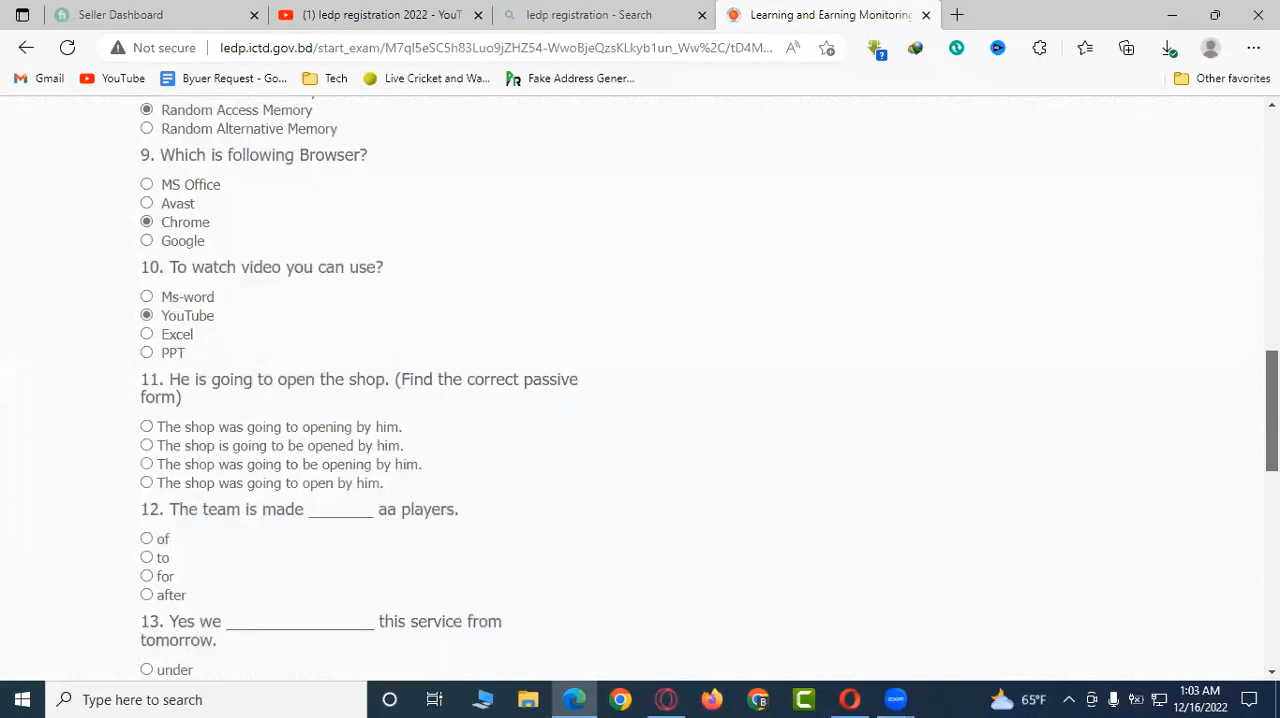 Seller Dashboard
(1) ledp registration 2022 - YouT
ledp registration - Search
Learning and Earning Monitoring
Not secure
ledp.ictd.gov.bd/start_exam/M7ql5eSC5h83Luo9jZHZ54-WwoBjeQzsKLkyb1un_Ww%2C/tD4M...
Gmail
YouTube
Byuer Request - Go...
Tech
Live Cricket and Wa...
Fake Address Gener...
Other favorites
Random Access Memory
Random Alternative Memory
9. Which is following Browser?
MS Office
Avast
Chrome
Google
10. To watch video you can use?
Ms-word
YouTube
Excel
PPT
11. He is going to open the shop. (Find the correct passive
form)
The shop was going to opening by him.
The shop is going to be opened by him.
The shop was going to be opening by him.
The shop was going to open by him.
12. The team is made _______ aa players.
of
to
for
after
13. Yes we ________________ this service from
tomorrow.
under
Type here to search
65°F
1:03 AM
12/16/2022